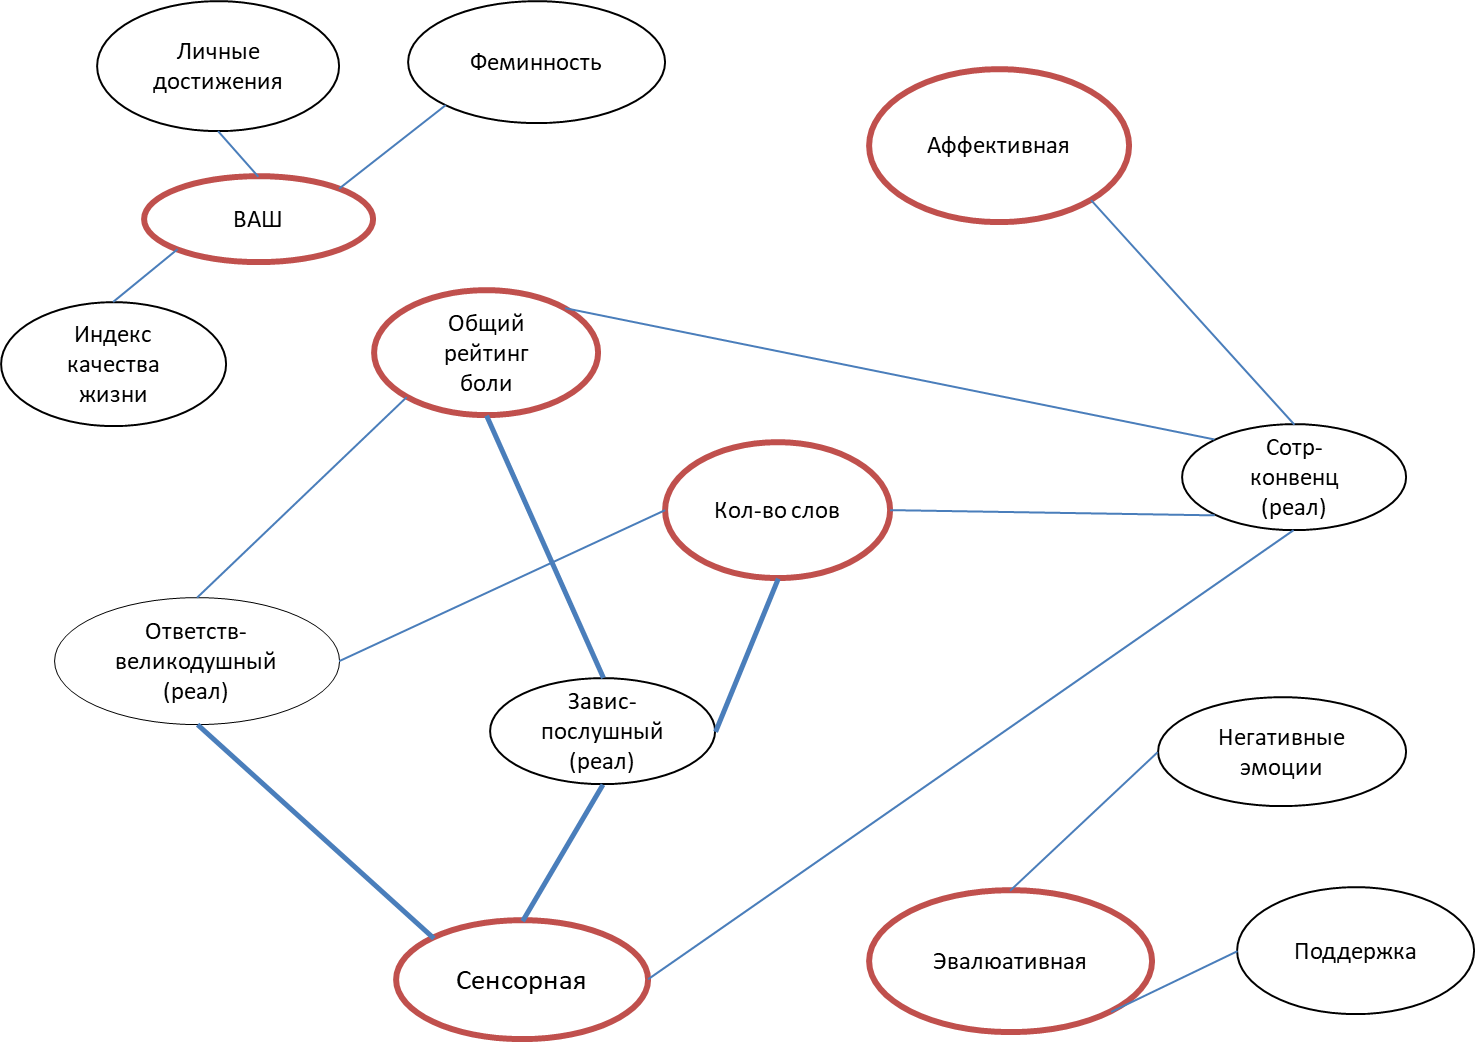 Личные
достижения
Феминность
Аффективная
ВАШ
Индекс
качества
жизни
Общий
рейтинг
боли
Сотр-
конвенц
(реал)
Кол-во слов
Ответств-
великодушный
(реал)
Завис-
послушный
(реал)
Негативные
эмоции
Эвалюативная
Поддержка
Сенсорная